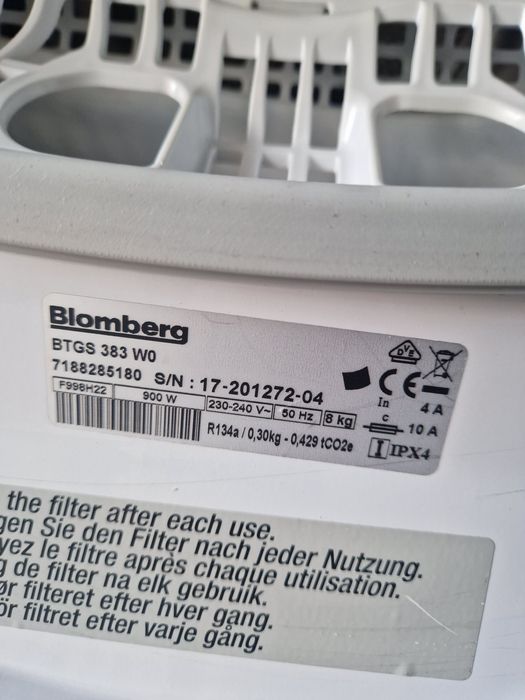 Blomberg
BTGS 383 W0
7188285180 S/N : 17-201272-04
F998H22 900 W 230-240 V~ 50 Hz 8 kg
R134a / 0,30kg - 0,429 tCO2e
DVE
CE
In 4 A
c 10 A
I IPX4
the filter after each use.
gen Sie den Filter nach jeder Nutzung.
yez le filtre après chaque utilisation.
g de filter na elk gebruik.
ør filteret efter hver gang.
ör filtret efter varje gång.